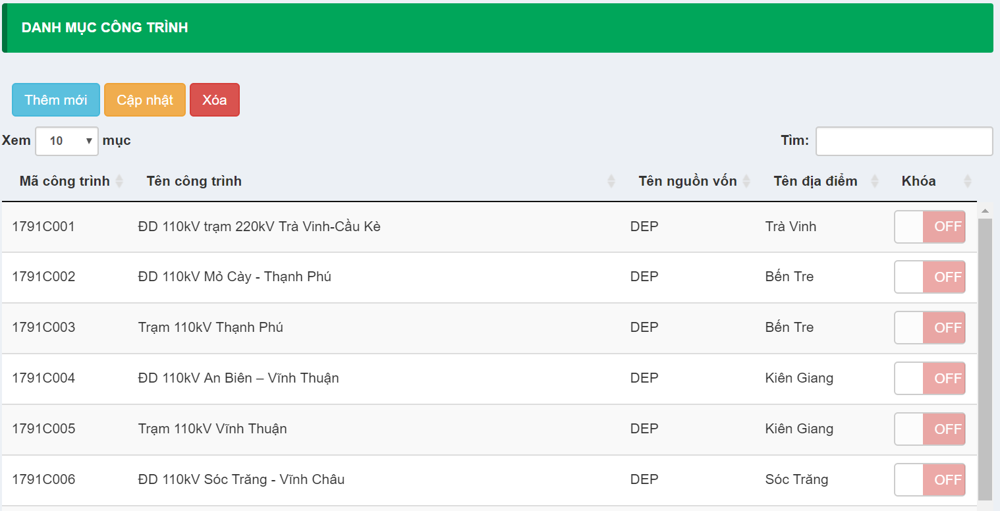 DANH MỤC CÔNG TRÌNH
Thêm mới Cập nhật Xóa
Xem 10 mục Tìm:
Mã công trình Tên công trình Tên nguồn vốn Tên địa điểm Khóa
1791C001 ĐD 110kV trạm 220kV Trà Vinh-Cầu Kè DEP Trà Vinh OFF
1791C002 ĐD 110kV Mỏ Cày - Thạnh Phú DEP Bến Tre OFF
1791C003 Trạm 110kV Thạnh Phú DEP Bến Tre OFF
1791C004 ĐD 110kV An Biên – Vĩnh Thuận DEP Kiên Giang OFF
1791C005 Trạm 110kV Vĩnh Thuận DEP Kiên Giang OFF
1791C006 ĐD 110kV Sóc Trăng - Vĩnh Châu DEP Sóc Trăng OFF